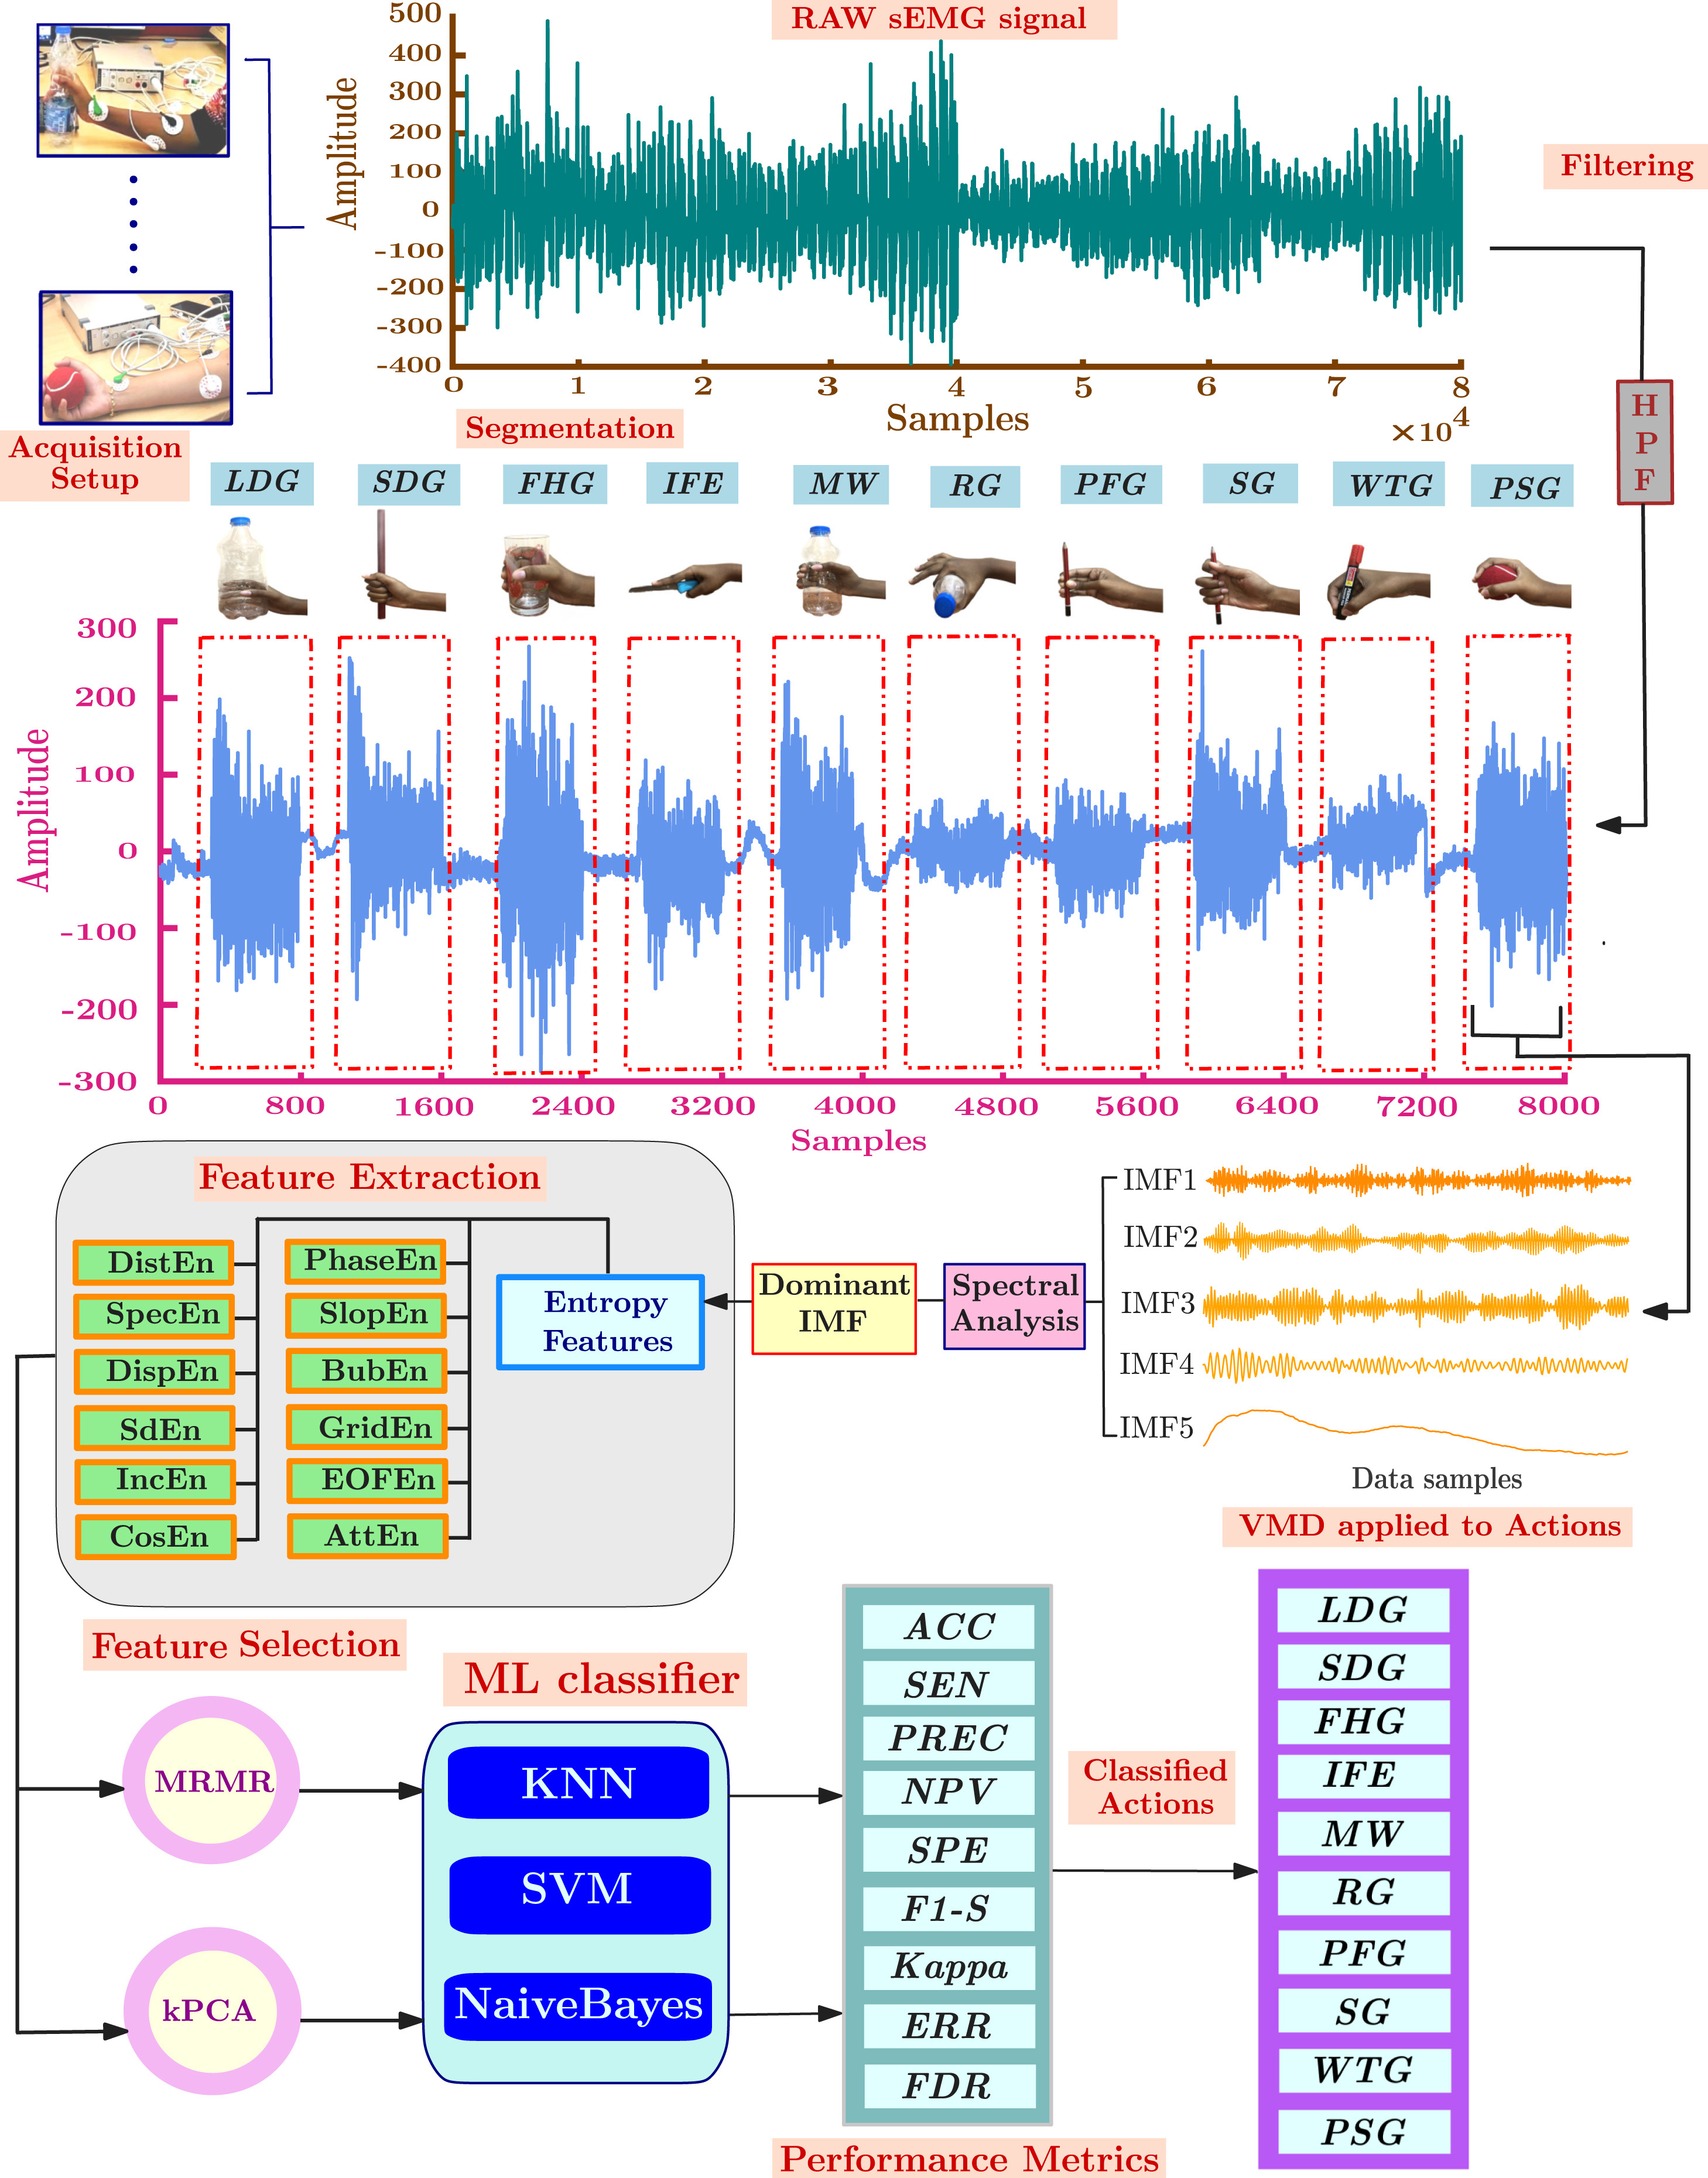 RAW sEMG signal
500
400
300
200
100
0
-100
-200
-300
-400
Amplitude
0 1 2 3 4 5 6 7 8
Samples
×10⁴
Filtering
H
P
F
Acquisition
Setup
Segmentation
LDG SDG FHG IFE MW RG PFG SG WTG PSG
300
200
100
0
-100
-200
-300
Amplitude
0 800 1600 2400 3200 4000 4800 5600 6400 7200 8000
Samples
Feature Extraction
DistEn PhaseEn
SpecEn SlopEn
DispEn BubEn
SdEn GridEn
IncEn EOFEn
CosEn AttEn
Entropy
Features
Dominant
IMF
Spectral
Analysis
IMF1
IMF2
IMF3
IMF4
IMF5
Data samples
VMD applied to Actions
Feature Selection
MRMR
kPCA
ML classifier
KNN
SVM
NaiveBayes
ACC
SEN
PREC
NPV
SPE
F1-S
Kappa
ERR
FDR
Performance Metrics
Classified
Actions
LDG
SDG
FHG
IFE
MW
RG
PFG
SG
WTG
PSG